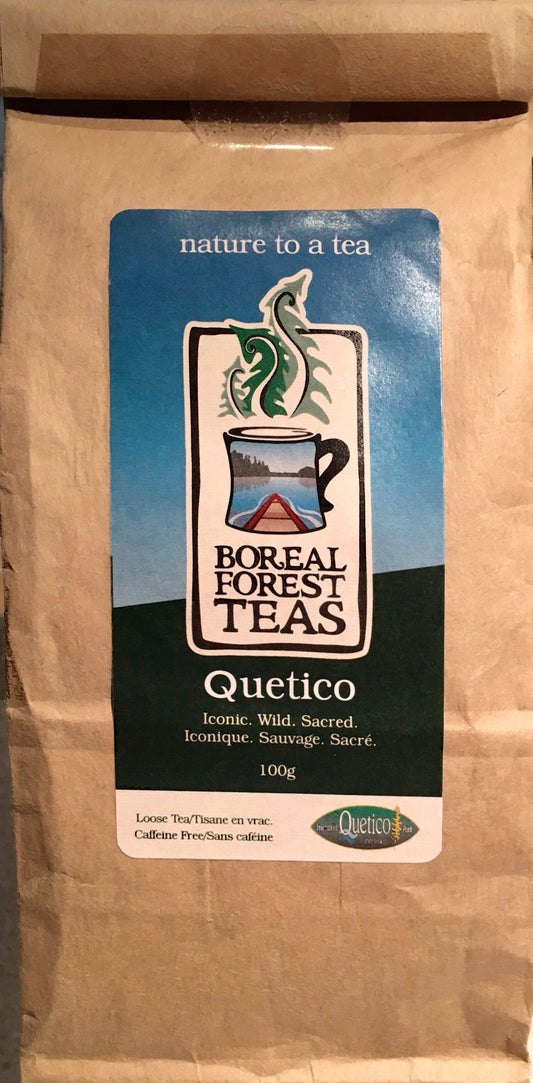 nature to a tea
BOREAL
FOREST
TEAS
Quetico
Iconic. Wild. Sacred.
Iconique. Sauvage. Sacré.
100g
Loose Tea/Tisane en vrac.
Caffeine Free/Sans caféine
Quetico
Park